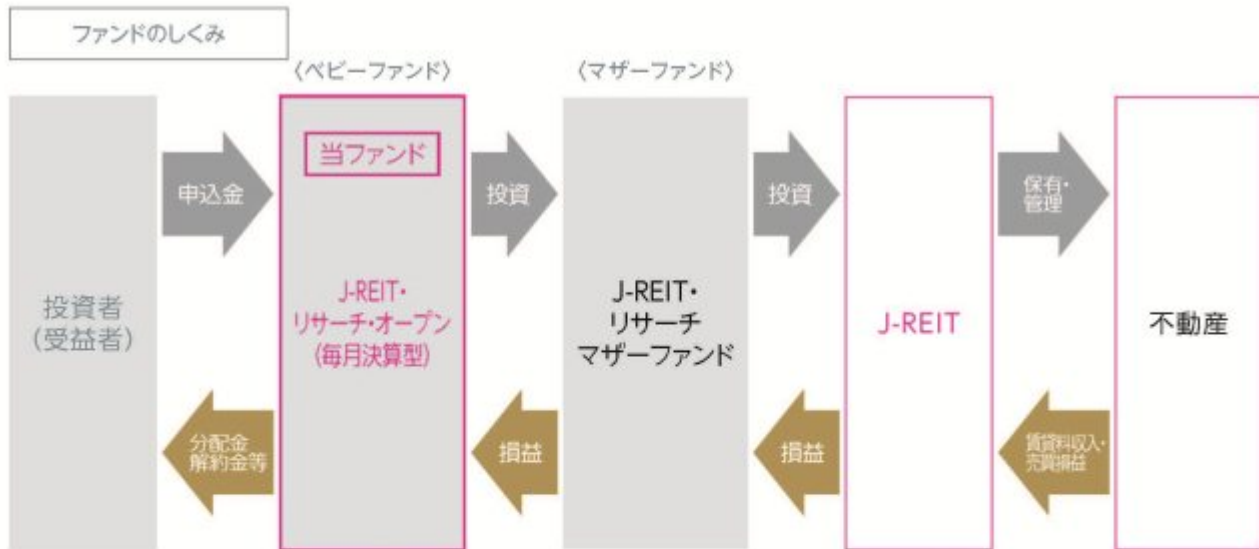 ファンドのしくみ
〈ベビーファンド〉
〈マザーファンド〉
投資者
(受益者)
申込金
分配金
解約金等
当ファンド
J-REIT・
リサーチ・オープン
(毎月決算型)
投資
損益
J-REIT・
リサーチ
マザーファンド
投資
損益
J-REIT
保有・
管理
賃貸料収入・
売買損益
不動産